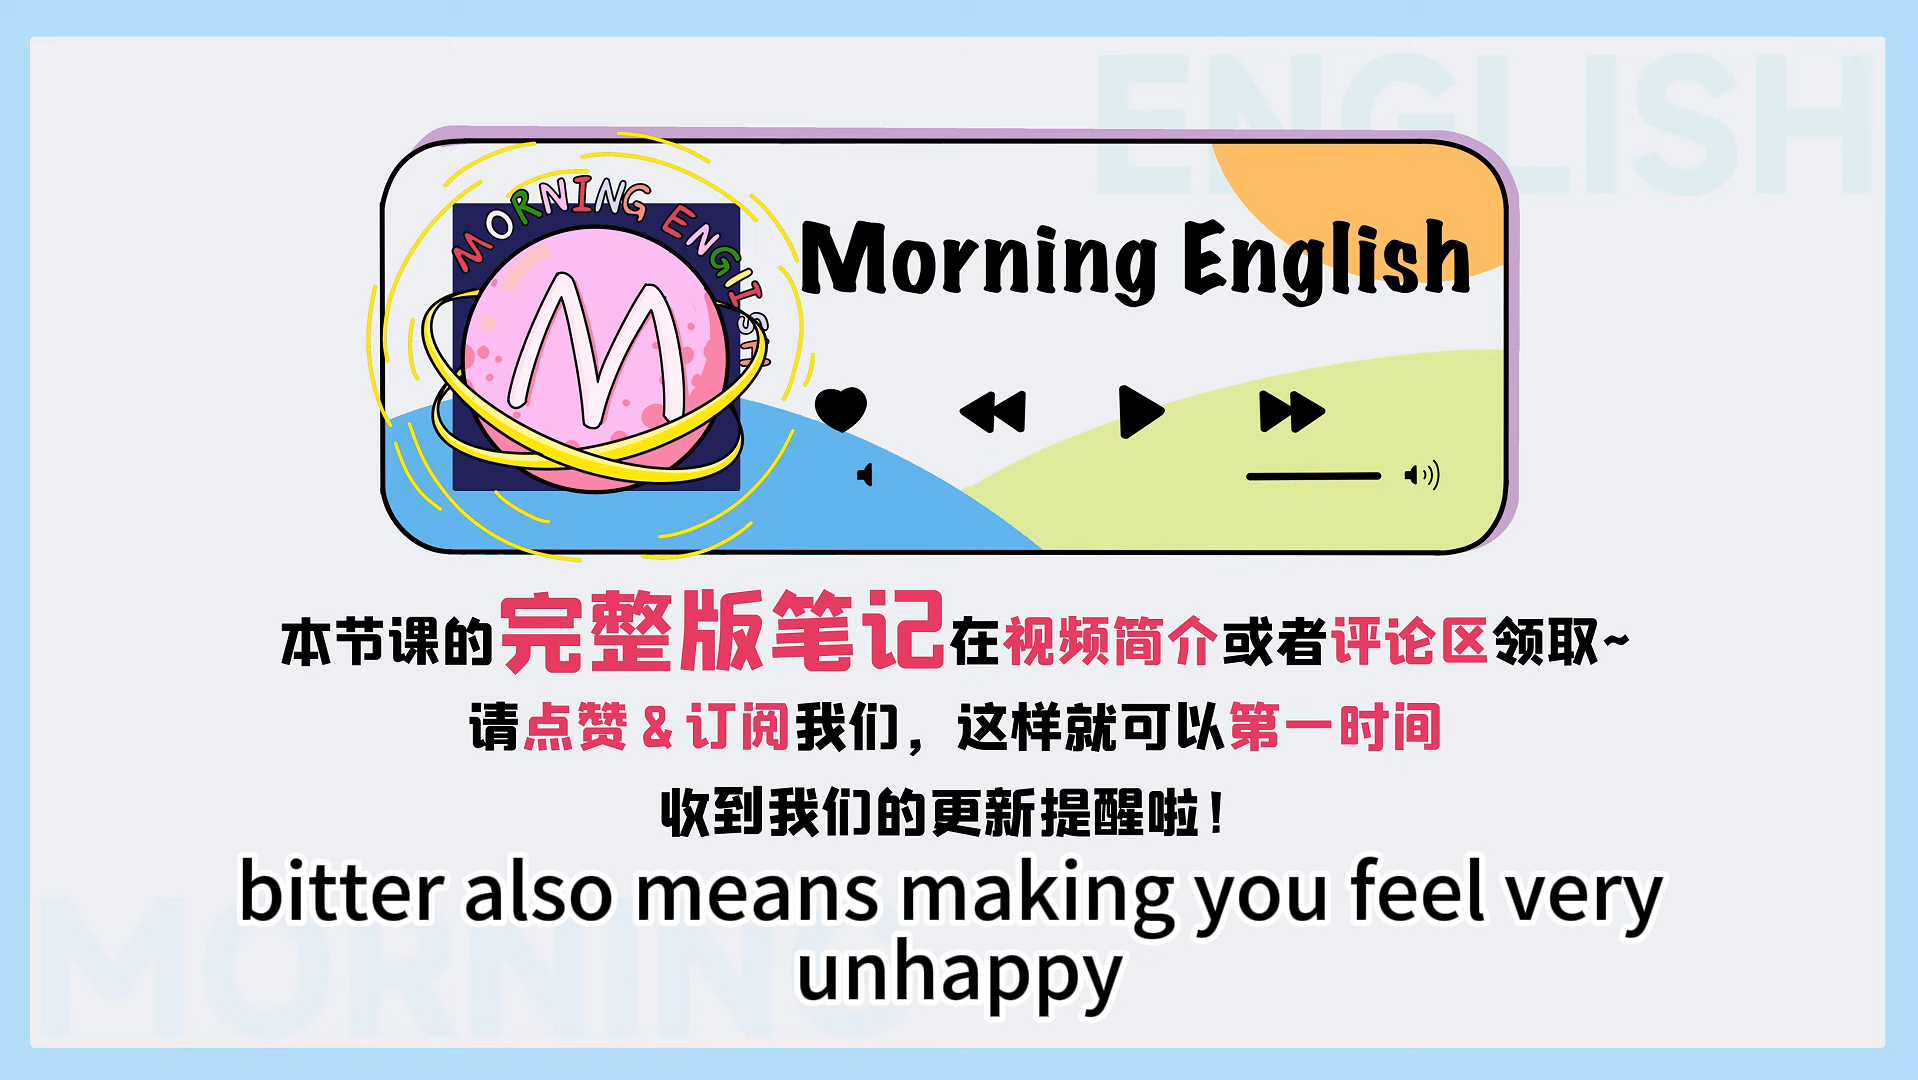 ENGLISH
MORNING ENGLISH
M
Morning English
本节课的完整版笔记在视频简介或者评论区领取~
请点赞&订阅我们，这样就可以第一时间
收到我们的更新提醒啦！
bitter also means making you feel very
unhappy
MORNING